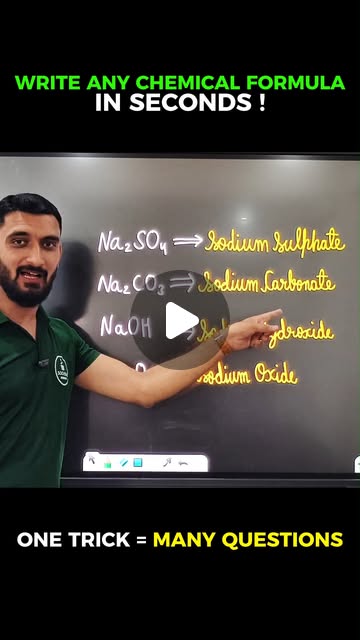 WRITE ANY CHEMICAL FORMULA
IN SECONDS !
Na₂SO₄ ⇒ Sodium Sulphate
Na₂CO₃ ⇒ Sodium Carbonate
NaOH ⇒
Sodium Oxide
ONE TRICK = MANY QUESTIONS